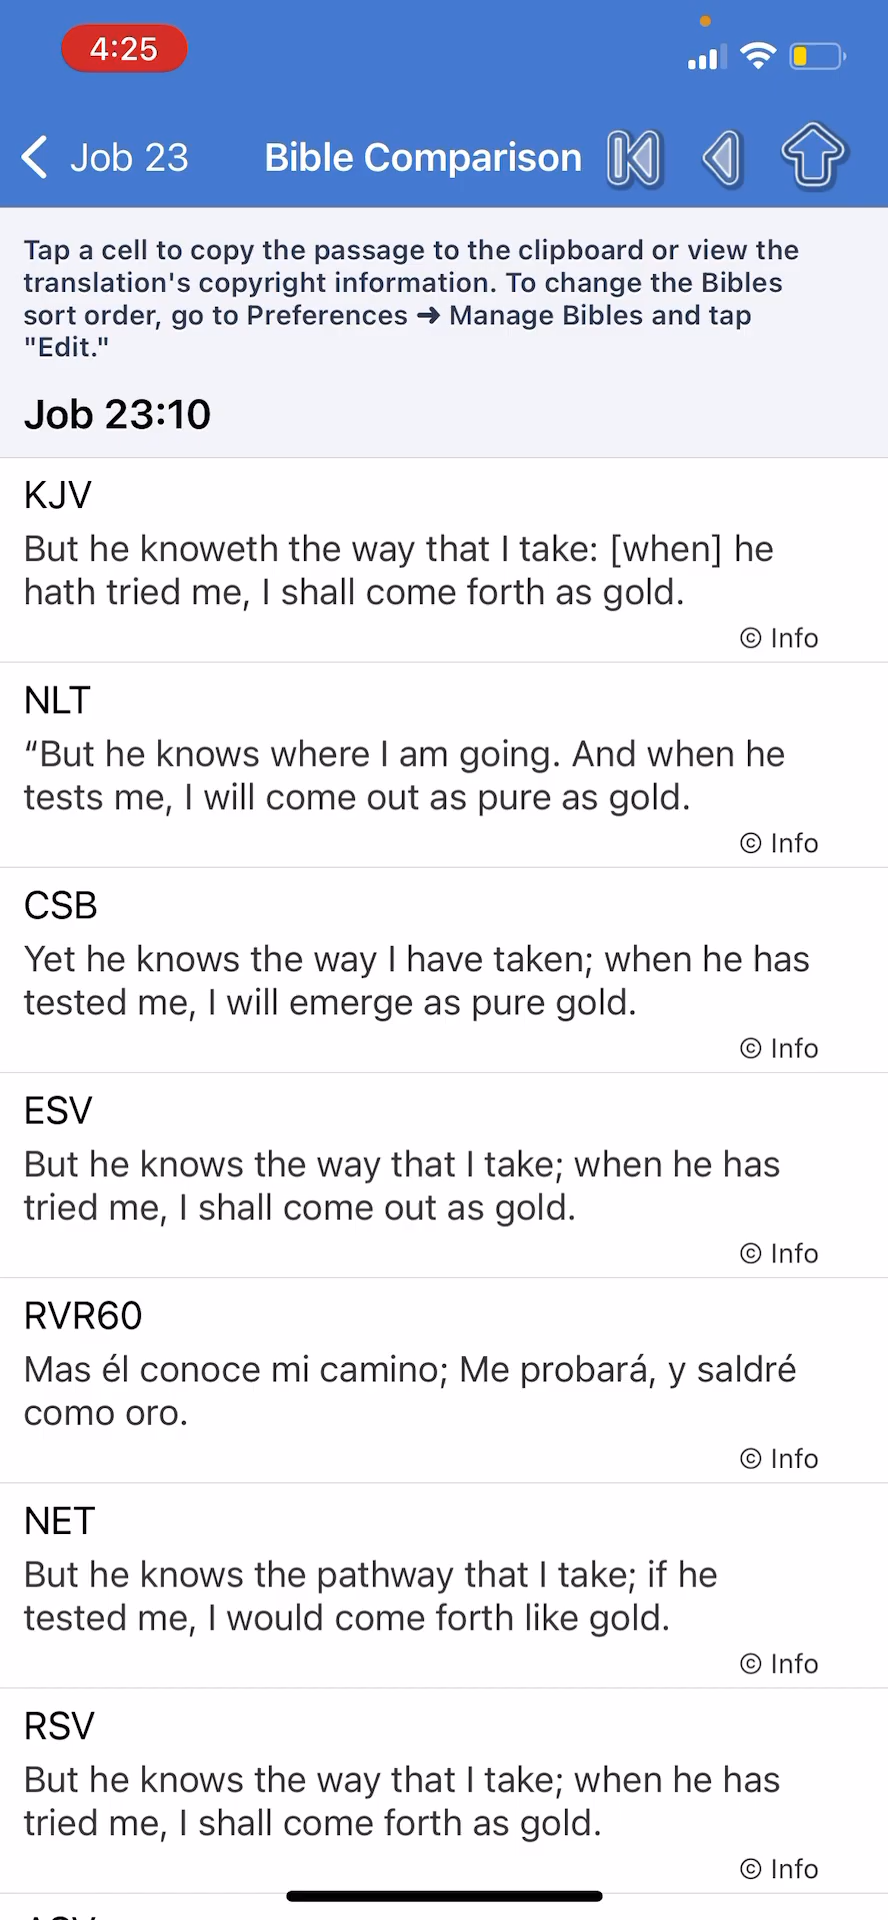 4:25
Job 23
Bible Comparison
Tap a cell to copy the passage to the clipboard or view the
translation's copyright information. To change the Bibles
sort order, go to Preferences ➜ Manage Bibles and tap
"Edit."
Job 23:10
KJV
But he knoweth the way that I take: [when] he
hath tried me, I shall come forth as gold.
© Info
NLT
“But he knows where I am going. And when he
tests me, I will come out as pure as gold.
© Info
CSB
Yet he knows the way I have taken; when he has
tested me, I will emerge as pure gold.
© Info
ESV
But he knows the way that I take; when he has
tried me, I shall come out as gold.
© Info
RVR60
Mas él conoce mi camino; Me probará, y saldré
como oro.
© Info
NET
But he knows the pathway that I take; if he
tested me, I would come forth like gold.
© Info
RSV
But he knows the way that I take; when he has
tried me, I shall come forth as gold.
© Info